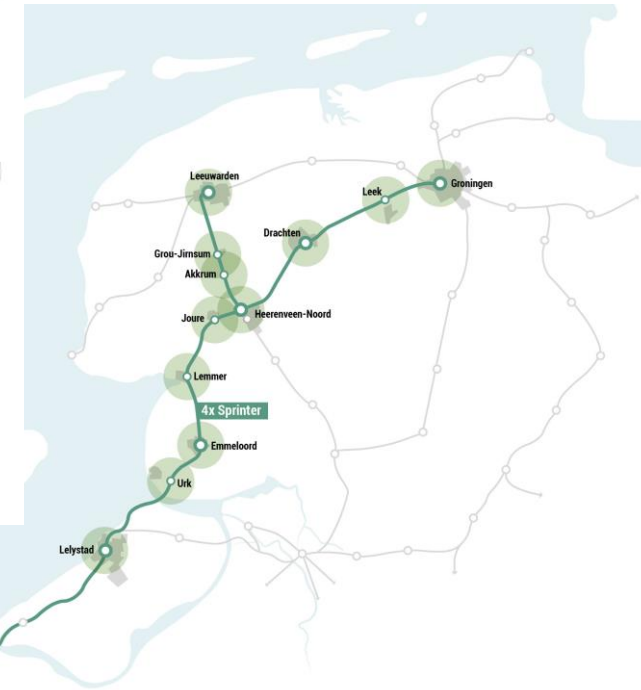 Leeuwarden
Groningen
Leek
Drachten
Grou-Jirnsum
Akkrum
Heerenveen-Noord
Joure
Lemmer
4x Sprinter
Emmeloord
Urk
Lelystad